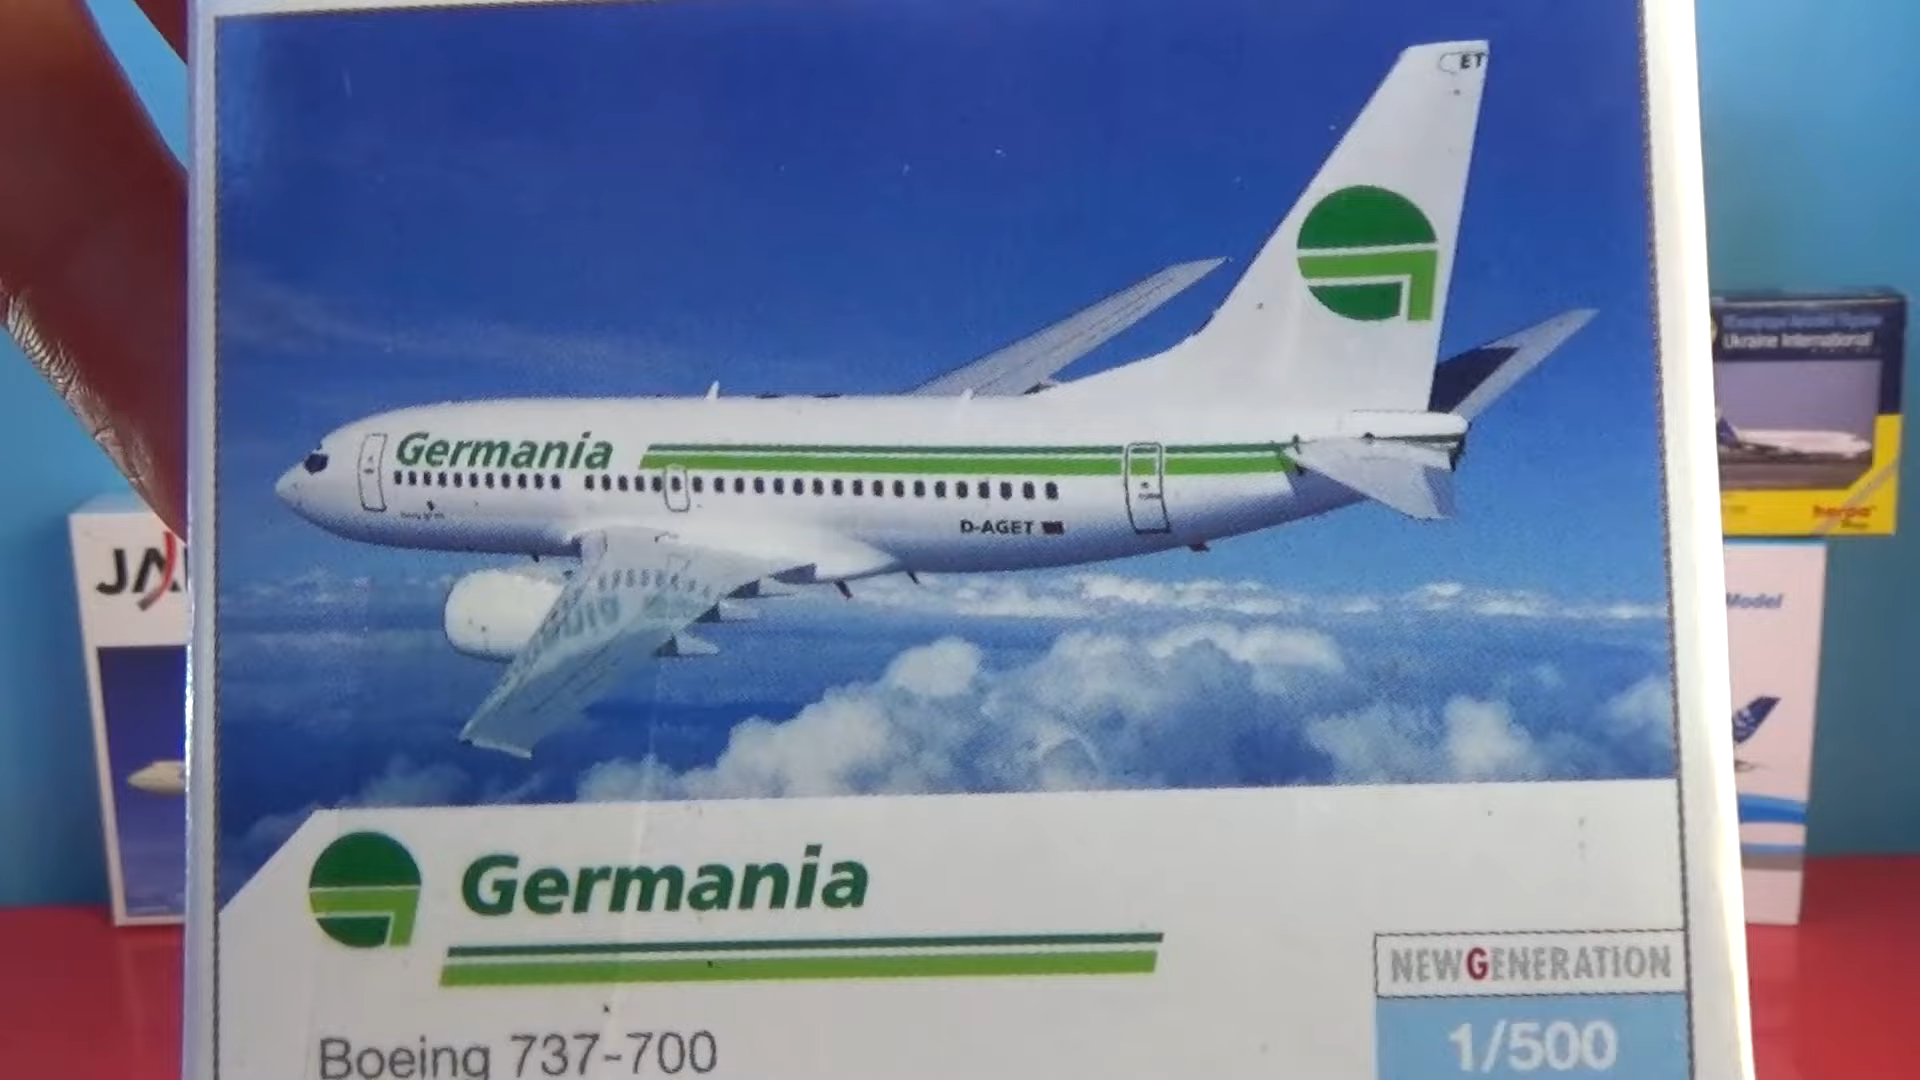 ET
Germania
D-AGET
Germania
NEWGENERATION
Boeing 737-700
1/500
JA
Ukraine International
herpa
Model